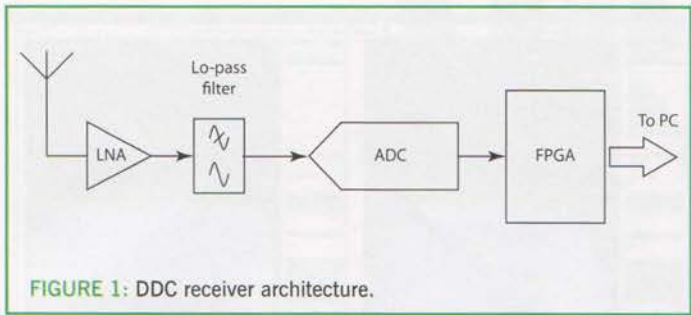 Lo-pass
filter
LNA
ADC
FPGA
To PC
FIGURE 1: DDC receiver architecture.